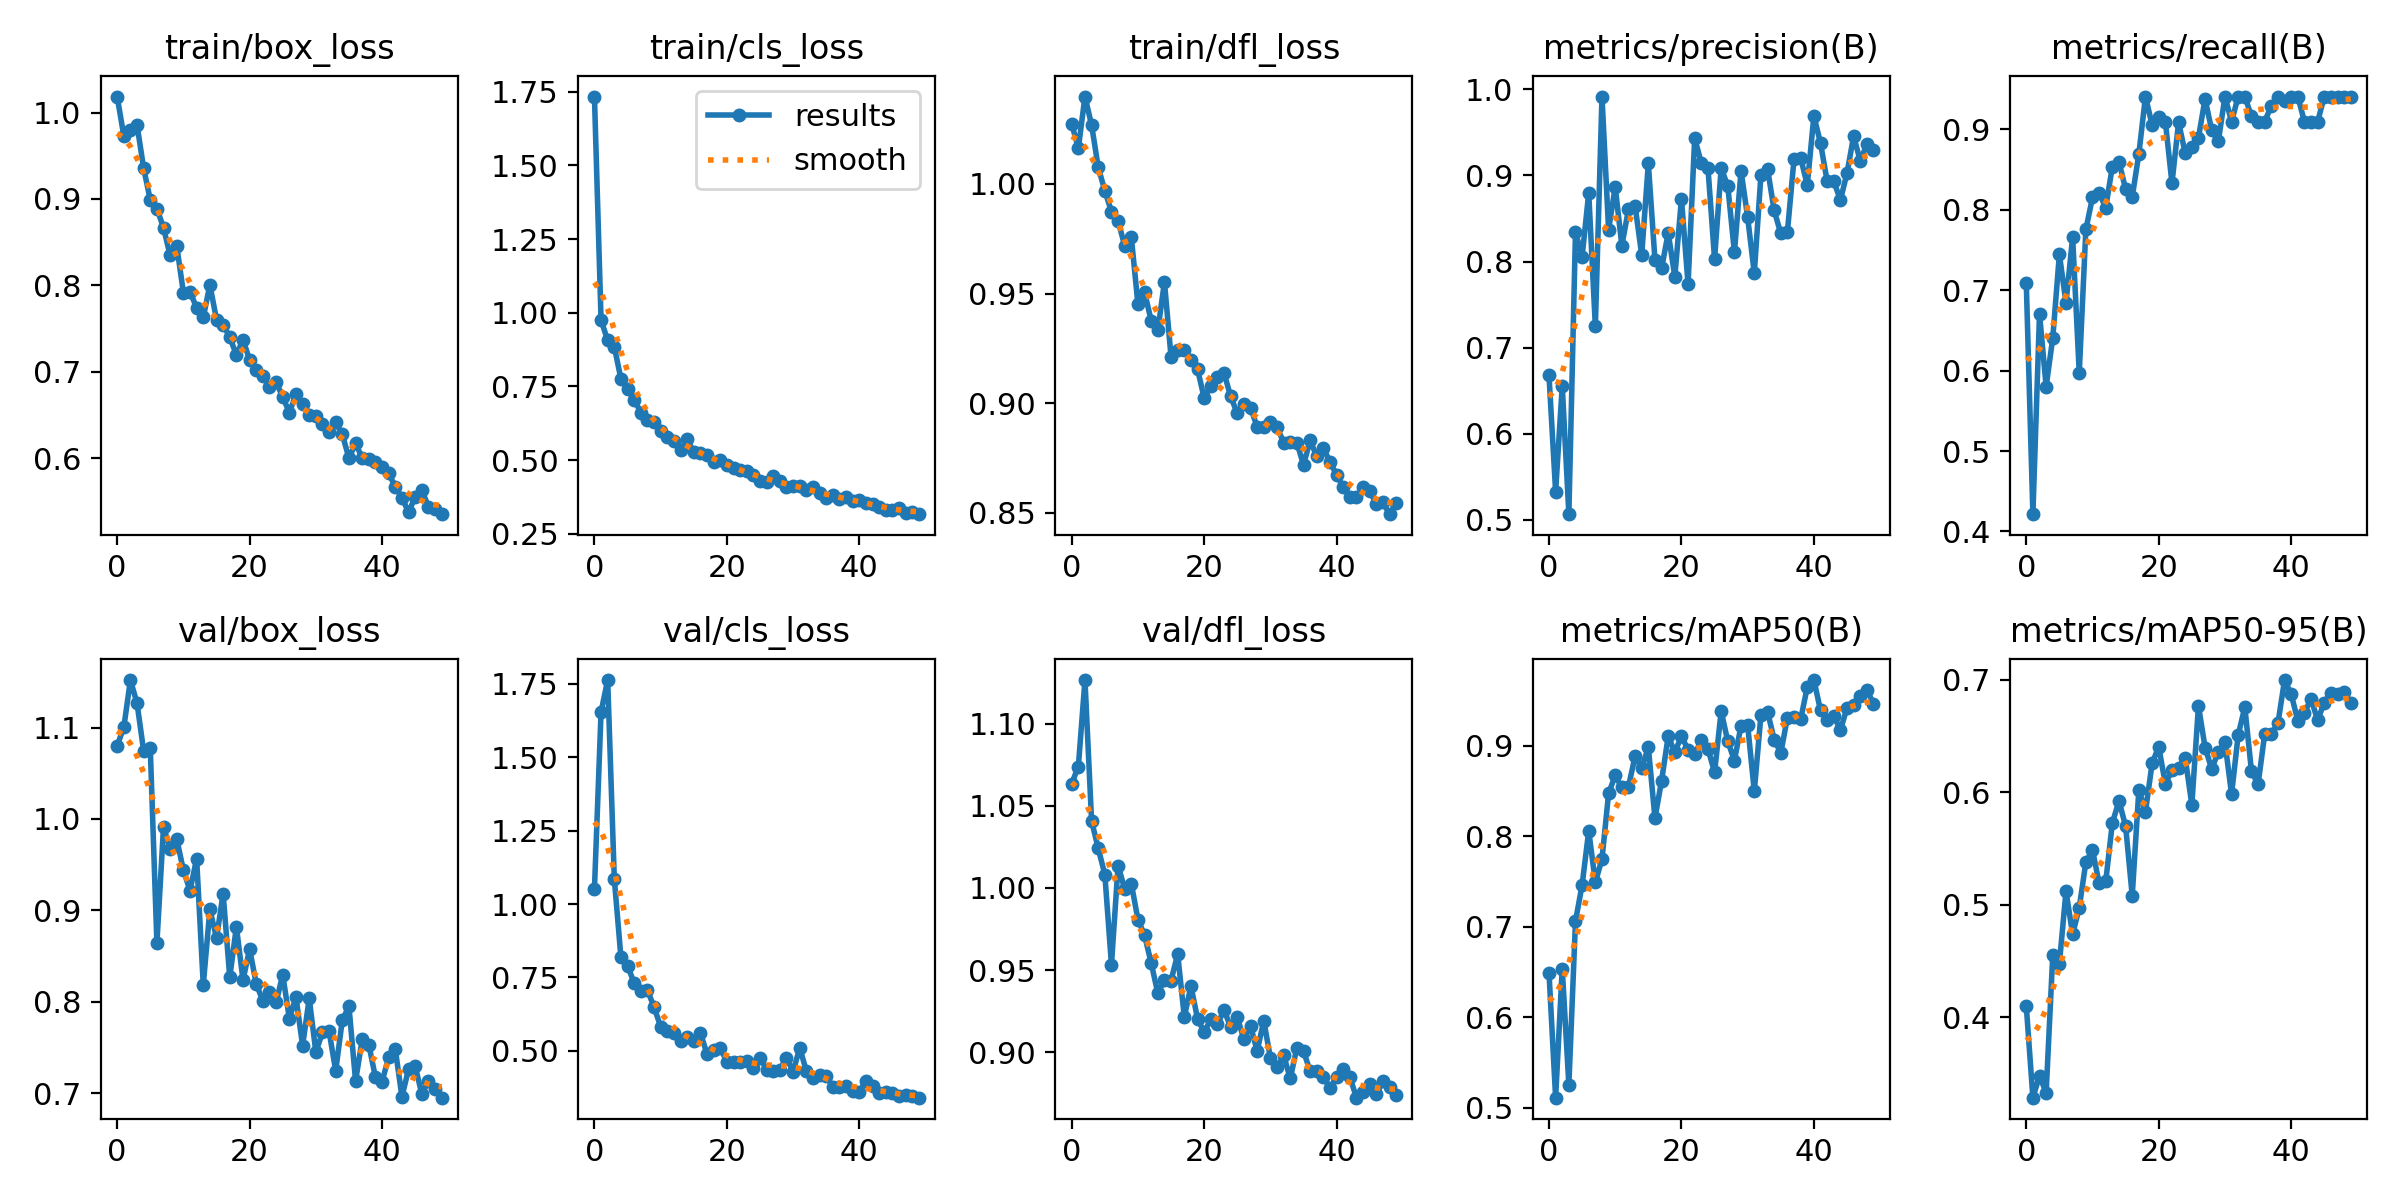 train/box_loss
1.0
0.9
0.8
0.7
0.6
0 20 40
train/cls_loss
results
smooth
1.75
1.50
1.25
1.00
0.75
0.50
0.25
0 20 40
train/dfl_loss
1.00
0.95
0.90
0.85
0 20 40
metrics/precision(B)
1.0
0.9
0.8
0.7
0.6
0.5
0 20 40
metrics/recall(B)
0.9
0.8
0.7
0.6
0.5
0.4
0 20 40
val/box_loss
1.1
1.0
0.9
0.8
0.7
0 20 40
val/cls_loss
1.75
1.50
1.25
1.00
0.75
0.50
0 20 40
val/dfl_loss
1.10
1.05
1.00
0.95
0.90
0 20 40
metrics/mAP50(B)
0.9
0.8
0.7
0.6
0.5
0 20 40
metrics/mAP50-95(B)
0.7
0.6
0.5
0.4
0 20 40